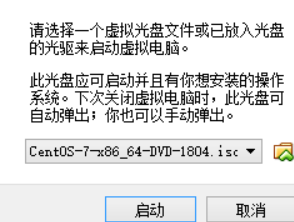 请选择一个虚拟光盘文件或已放入光盘
的光驱来启动虚拟电脑。
此光盘应可启动并且有你想安装的操作
系统。下次关闭虚拟电脑时，此光盘可
自动弹出；你也可以手动弹出。
CentOS-7-x86_64-DVD-1804.isc
启动 取消